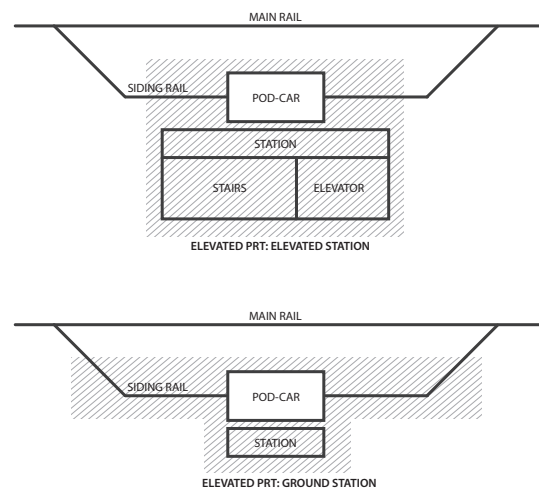 MAIN RAIL
SIDING RAIL
POD-CAR
STATION
STAIRS
ELEVATOR
ELEVATED PRT: ELEVATED STATION
MAIN RAIL
SIDING RAIL
POD-CAR
STATION
ELEVATED PRT: GROUND STATION